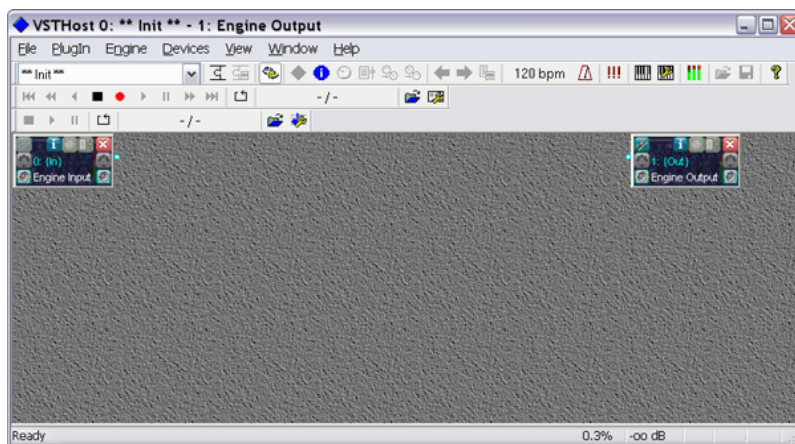 VSTHost 0: ** Init ** - 1: Engine Output
File PlugIn Engine Devices View Window Help
** Init ** 120 bpm
-/-
-/-
0: (In)
Engine Input
1: (Out)
Engine Output
Ready 0.3% -oo dB